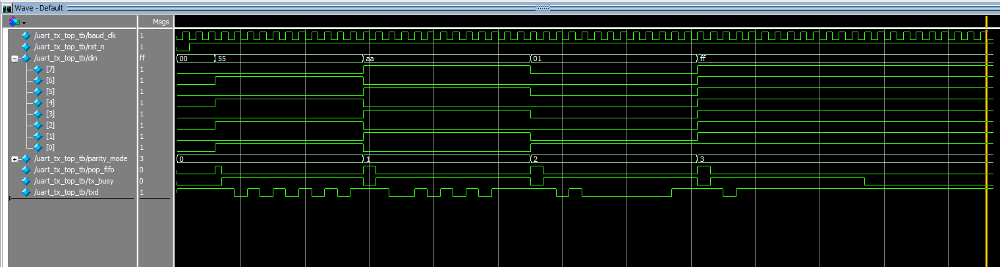 Wave - Default
Msgs
/uart_tx_top_tb/baud_clk 1
/uart_tx_top_tb/rst_n 1
/uart_tx_top_tb/din ff 00 55 aa 01 ff
[7] 1
[6] 1
[5] 1
[4] 1
[3] 1
[2] 1
[1] 1
[0] 1
/uart_tx_top_tb/parity_mode 3 0 1 2 3
/uart_tx_top_tb/pop_fifo 0
/uart_tx_top_tb/tx_busy 0
/uart_tx_top_tb/txd 1